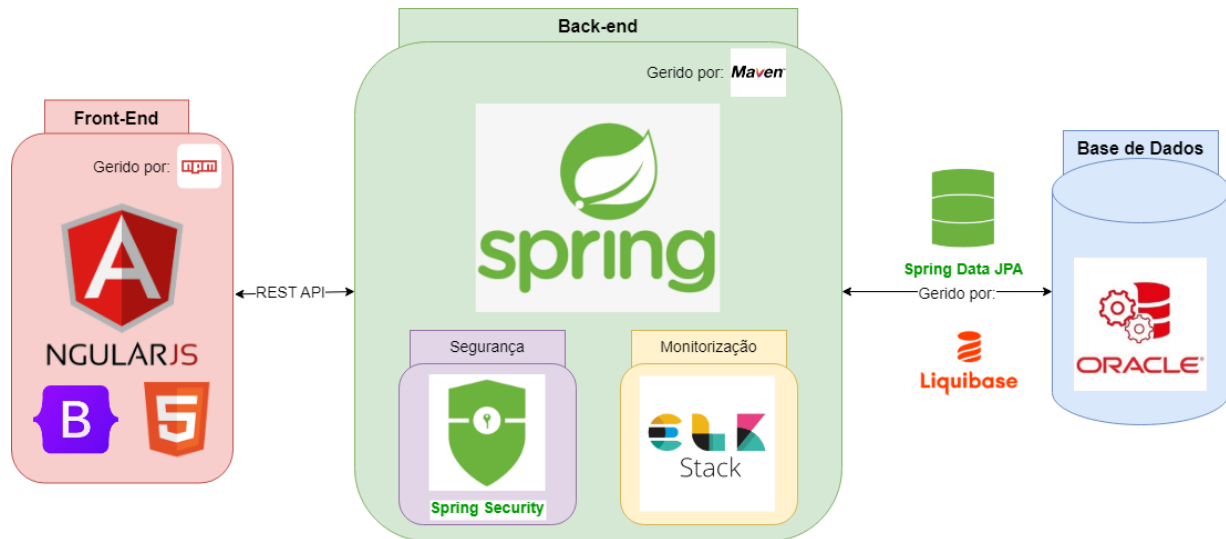 Back-end
Gerido por: Maven
Front-End
Gerido por: npm
NGULARJS
B
5
REST API
spring
Segurança
Spring Security
Monitorização
elk
Stack
Spring Data JPA
Gerido por:
Liquibase
Base de Dados
ORACLE